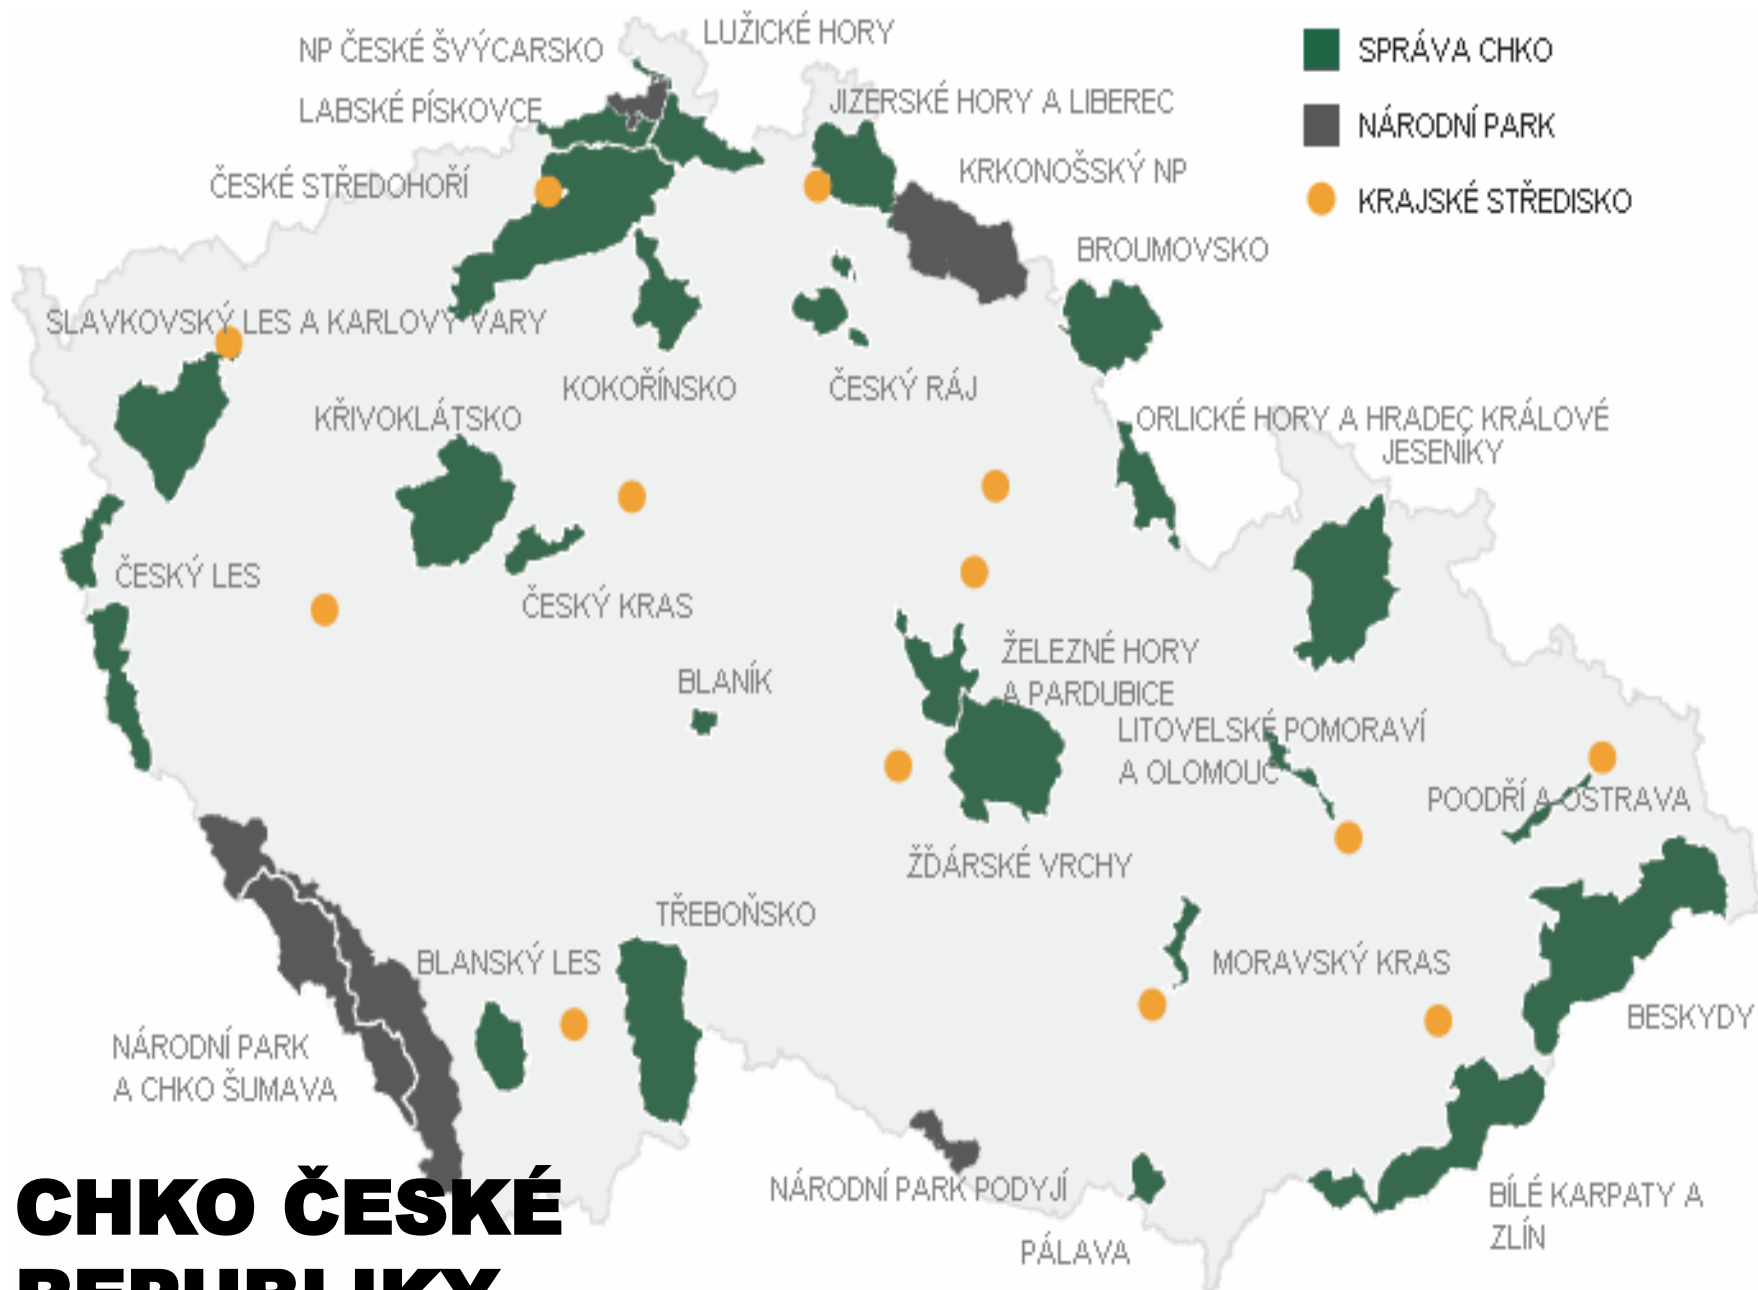 LUŽICKÉ HORY
NP ČESKÉ ŠVÝCARSKO
SPRÁVA CHKO
LABSKÉ PÍSKOVCE
JIZERSKÉ HORY A LIBEREC
NÁRODNÍ PARK
ČESKÉ STŘEDOHOŘÍ
KRKONOŠSKÝ NP
KRAJSKÉ STŘEDISKO
BROUMOVSKO
SLAVKOVSKÝ LES A KARLOVY VARY
KOKOŘÍNSKO
ČESKÝ RÁJ
KŘIVOKLÁTSKO
ORLICKÉ HORY A HRADEC KRÁLOVÉ
JESENÍKY
ČESKÝ LES
ČESKÝ KRAS
BLANÍK
ŽELEZNÉ HORY
A PARDUBICE
LITOVELSKÉ POMORAVÍ
A OLOMOUC
POODŘÍ A OSTRAVA
ŽĎÁRSKÉ VRCHY
TŘEBOŇSKO
BLANSKÝ LES
MORAVSKÝ KRAS
BESKYDY
NÁRODNÍ PARK
A CHKO ŠUMAVA
NÁRODNÍ PARK PODYJÍ
BÍLÉ KARPATY A
ZLÍN
PÁLAVA
CHKO ČESKÉ
REPUBLIKY